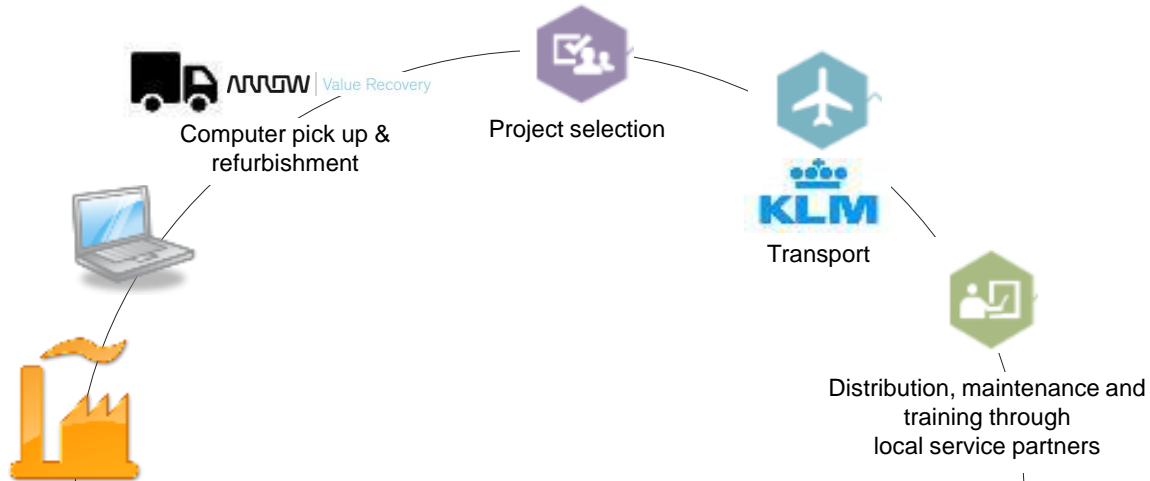 ARROW Value Recovery
Computer pick up &
refurbishment
Project selection
KLM
Transport
Distribution, maintenance and
training through
local service partners